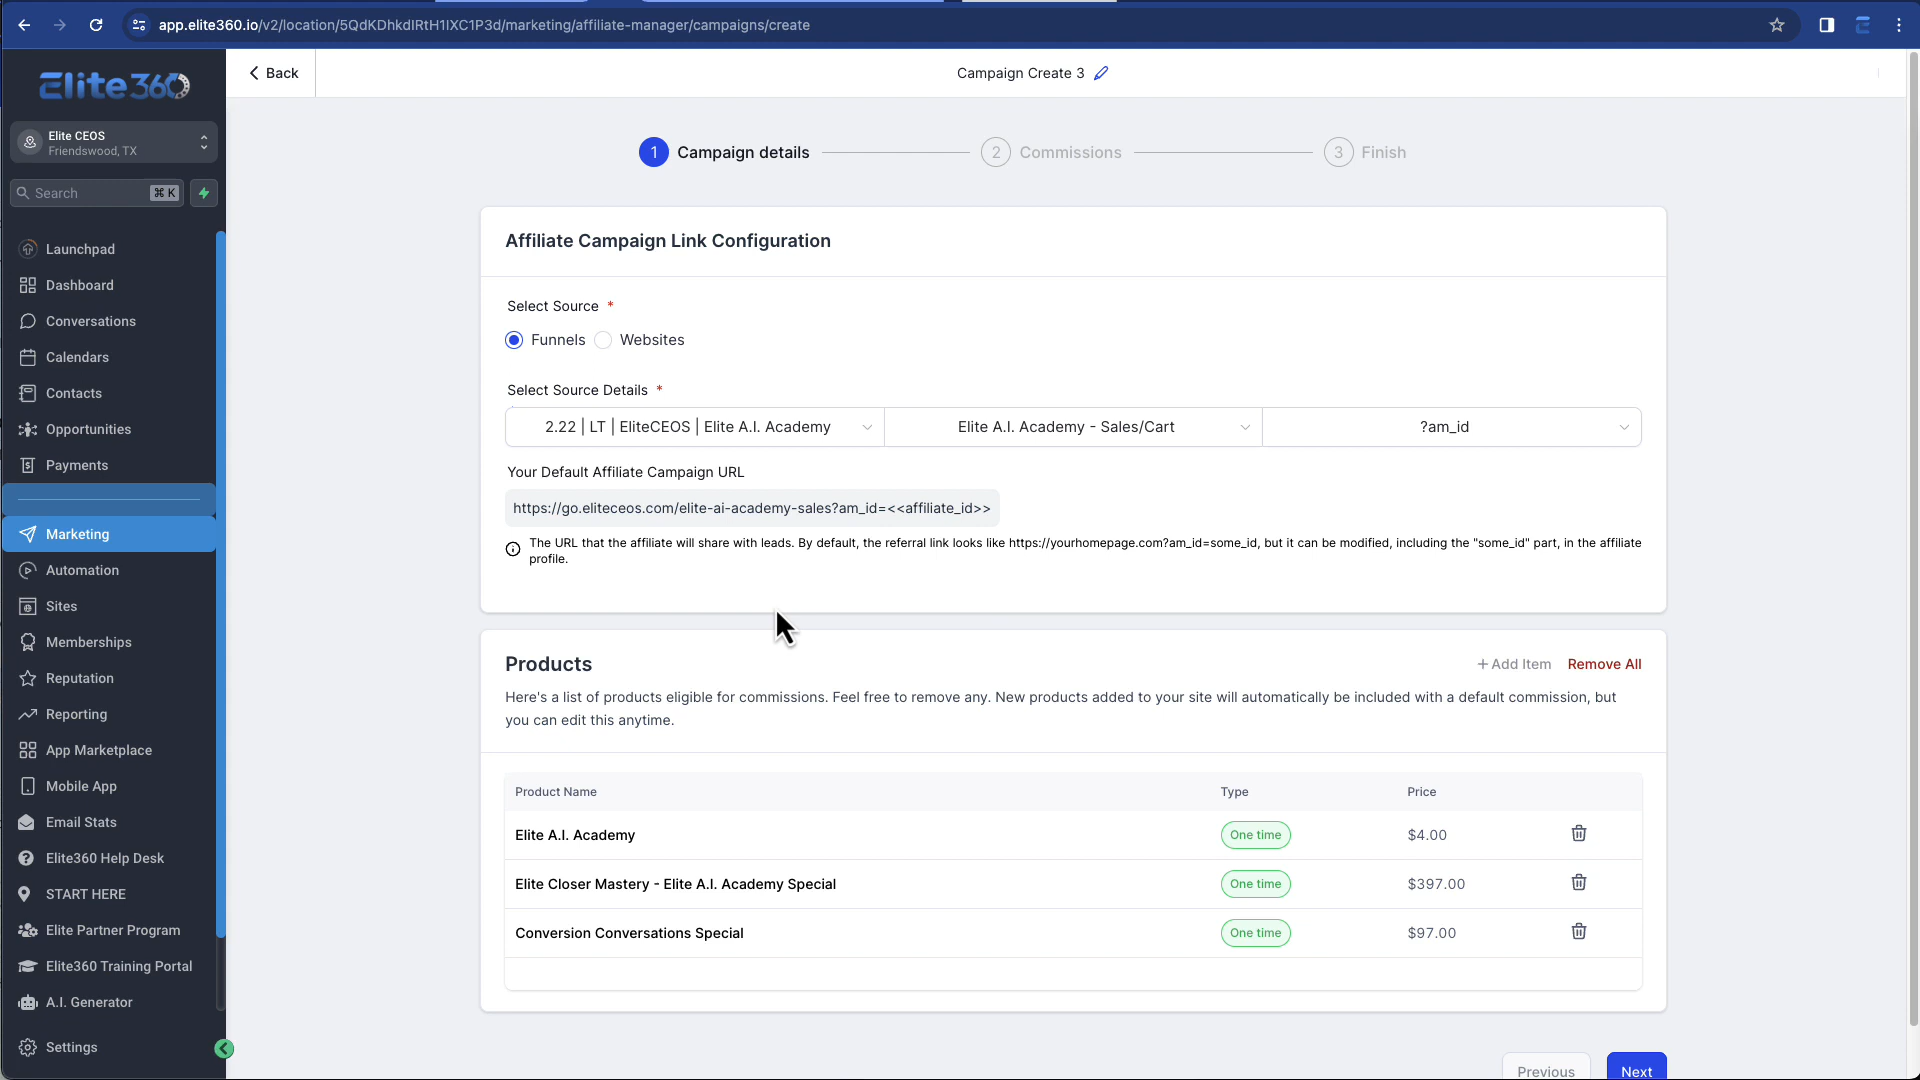 app.elite360.io/v2/location/5QdKDhkdlRtH1lXC1P3d/marketing/affiliate-manager/campaigns/create
Elite360
Elite CEOS
Friendswood, TX
Search ⌘ K
Launchpad
Dashboard
Conversations
Calendars
Contacts
Opportunities
Payments
Marketing
Automation
Sites
Memberships
Reputation
Reporting
App Marketplace
Mobile App
Email Stats
Elite360 Help Desk
START HERE
Elite Partner Program
Elite360 Training Portal
A.I. Generator
Settings
Back
Campaign Create 3
1 Campaign details
2 Commissions
3 Finish
Affiliate Campaign Link Configuration
Select Source *
Funnels Websites
Select Source Details *
2.22 | LT | EliteCEOS | Elite A.I. Academy
Elite A.I. Academy - Sales/Cart
?am_id
Your Default Affiliate Campaign URL
https://go.eliteceos.com/elite-ai-academy-sales?am_id=<<affiliate_id>>
The URL that the affiliate will share with leads. By default, the referral link looks like https://yourhomepage.com?am_id=some_id, but it can be modified, including the "some_id" part, in the affiliate
profile.
Products
+ Add Item Remove All
Here's a list of products eligible for commissions. Feel free to remove any. New products added to your site will automatically be included with a default commission, but
you can edit this anytime.
Product Name Type Price
Elite A.I. Academy One time $4.00
Elite Closer Mastery - Elite A.I. Academy Special One time $397.00
Conversion Conversations Special One time $97.00
Previous Next